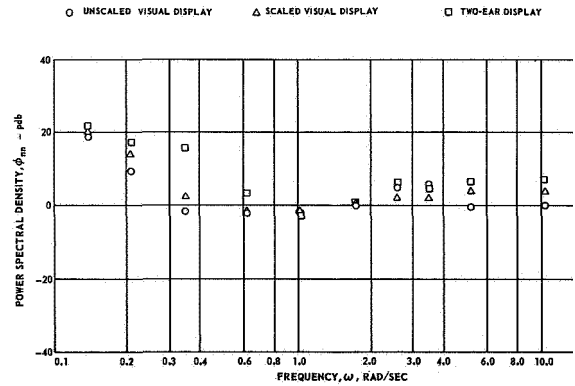 ○ UNSCALED VISUAL DISPLAY △ SCALED VISUAL DISPLAY □ TWO-EAR DISPLAY
POWER SPECTRAL DENSITY, ϕnn – pdb
40
20
0
-20
-40
0.1 0.2 0.3 0.4 0.6 0.8 1.0 2.0 4.0 6.0 8.0 10.0
FREQUENCY, ω, RAD/SEC